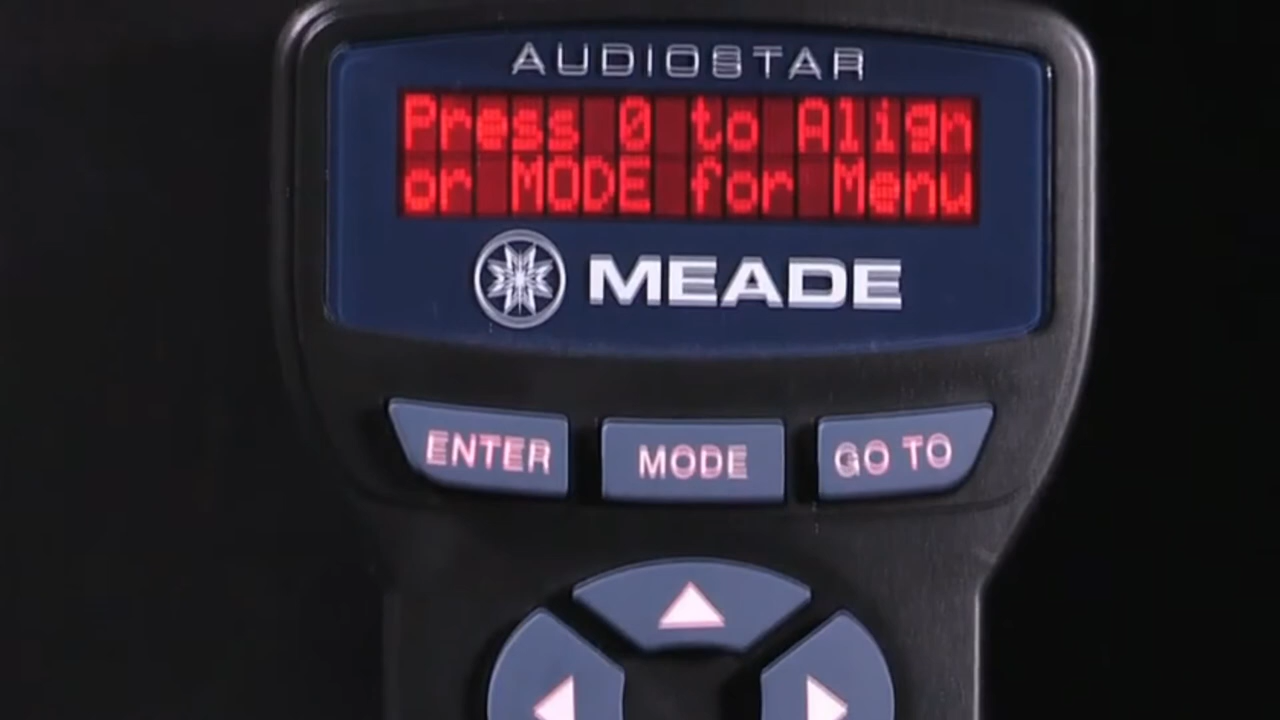 AUDIOSTAR
Press 0 to Align
or MODE for Menu
MEADE
ENTER
MODE
GO TO